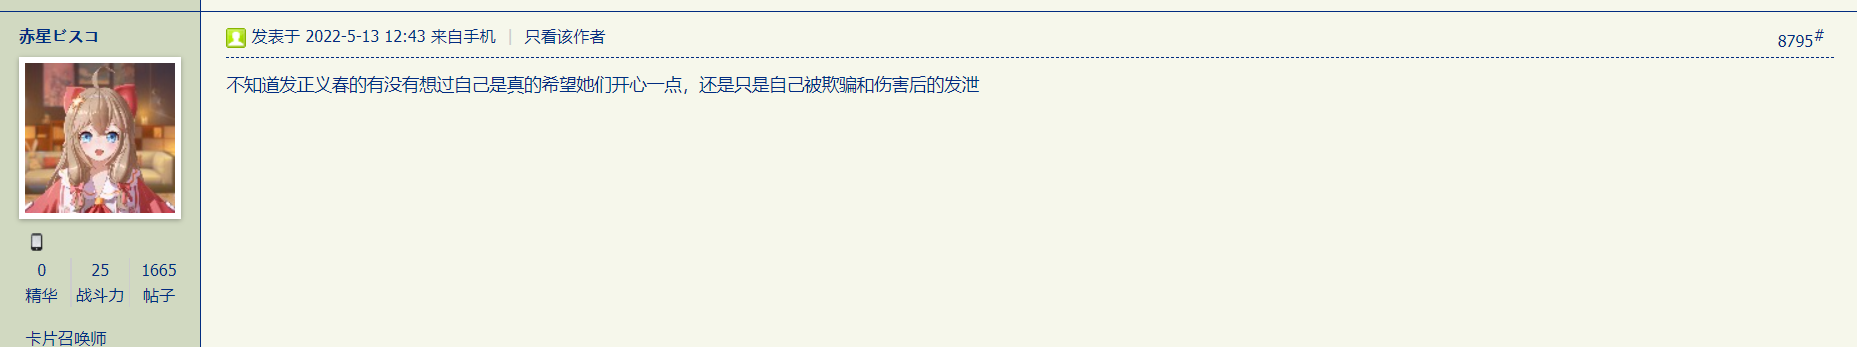 赤星ビスコ
发表于 2022-5-13 12:43 来自手机 | 只看该作者
8795#
不知道发正义春的有没有想过自己是真的希望她们开心一点，还是只是自己被欺骗和伤害后的发泄
0 25 1665
精华 战斗力 帖子
卡片召唤师